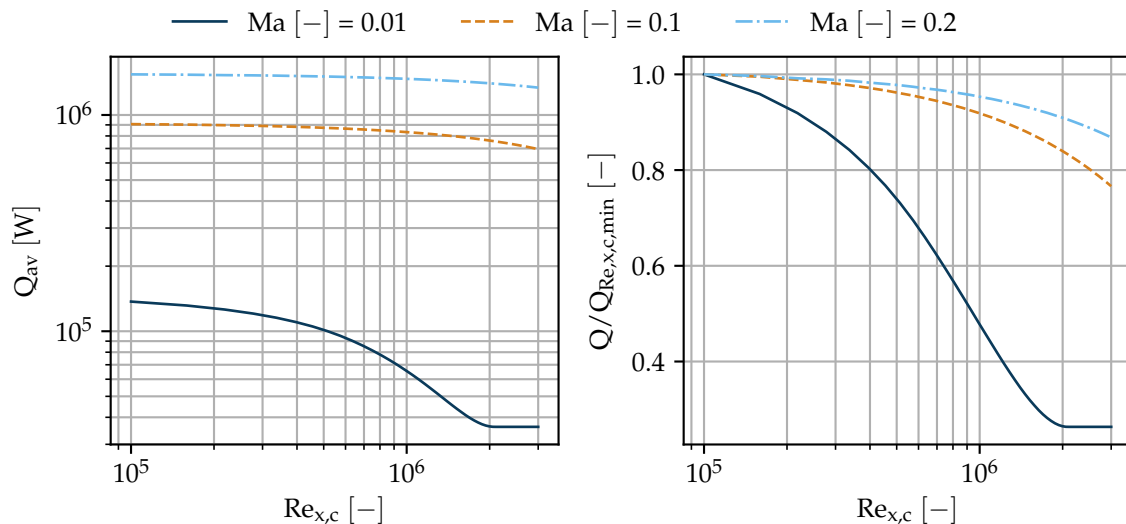 Ma [−] = 0.01 Ma [−] = 0.1 Ma [−] = 0.2
Q_av [W]
10^6
10^5
10^5 10^6
Re_x,c [−]
Q/Q_Re,x,c,min [−]
1.0
0.8
0.6
0.4
10^5 10^6
Re_x,c [−]